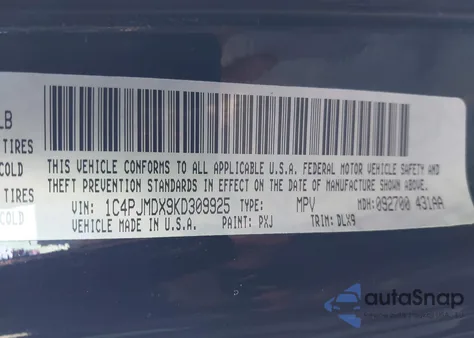 LB
TIRES
COLD
TIRES
COLD
THIS VEHICLE CONFORMS TO ALL APPLICABLE U.S.A. FEDERAL MOTOR VEHICLE SAFETY AND
THEFT PREVENTION STANDARDS IN EFFECT ON THE DATE OF MANUFACTURE SHOWN ABOVE.
VIN: 1C4PJMDX9KD309925 TYPE: MPV MDH: 092700 431AA
VEHICLE MADE IN U.S.A. PAINT: PXJ TRIM: DLX9
autoSnap